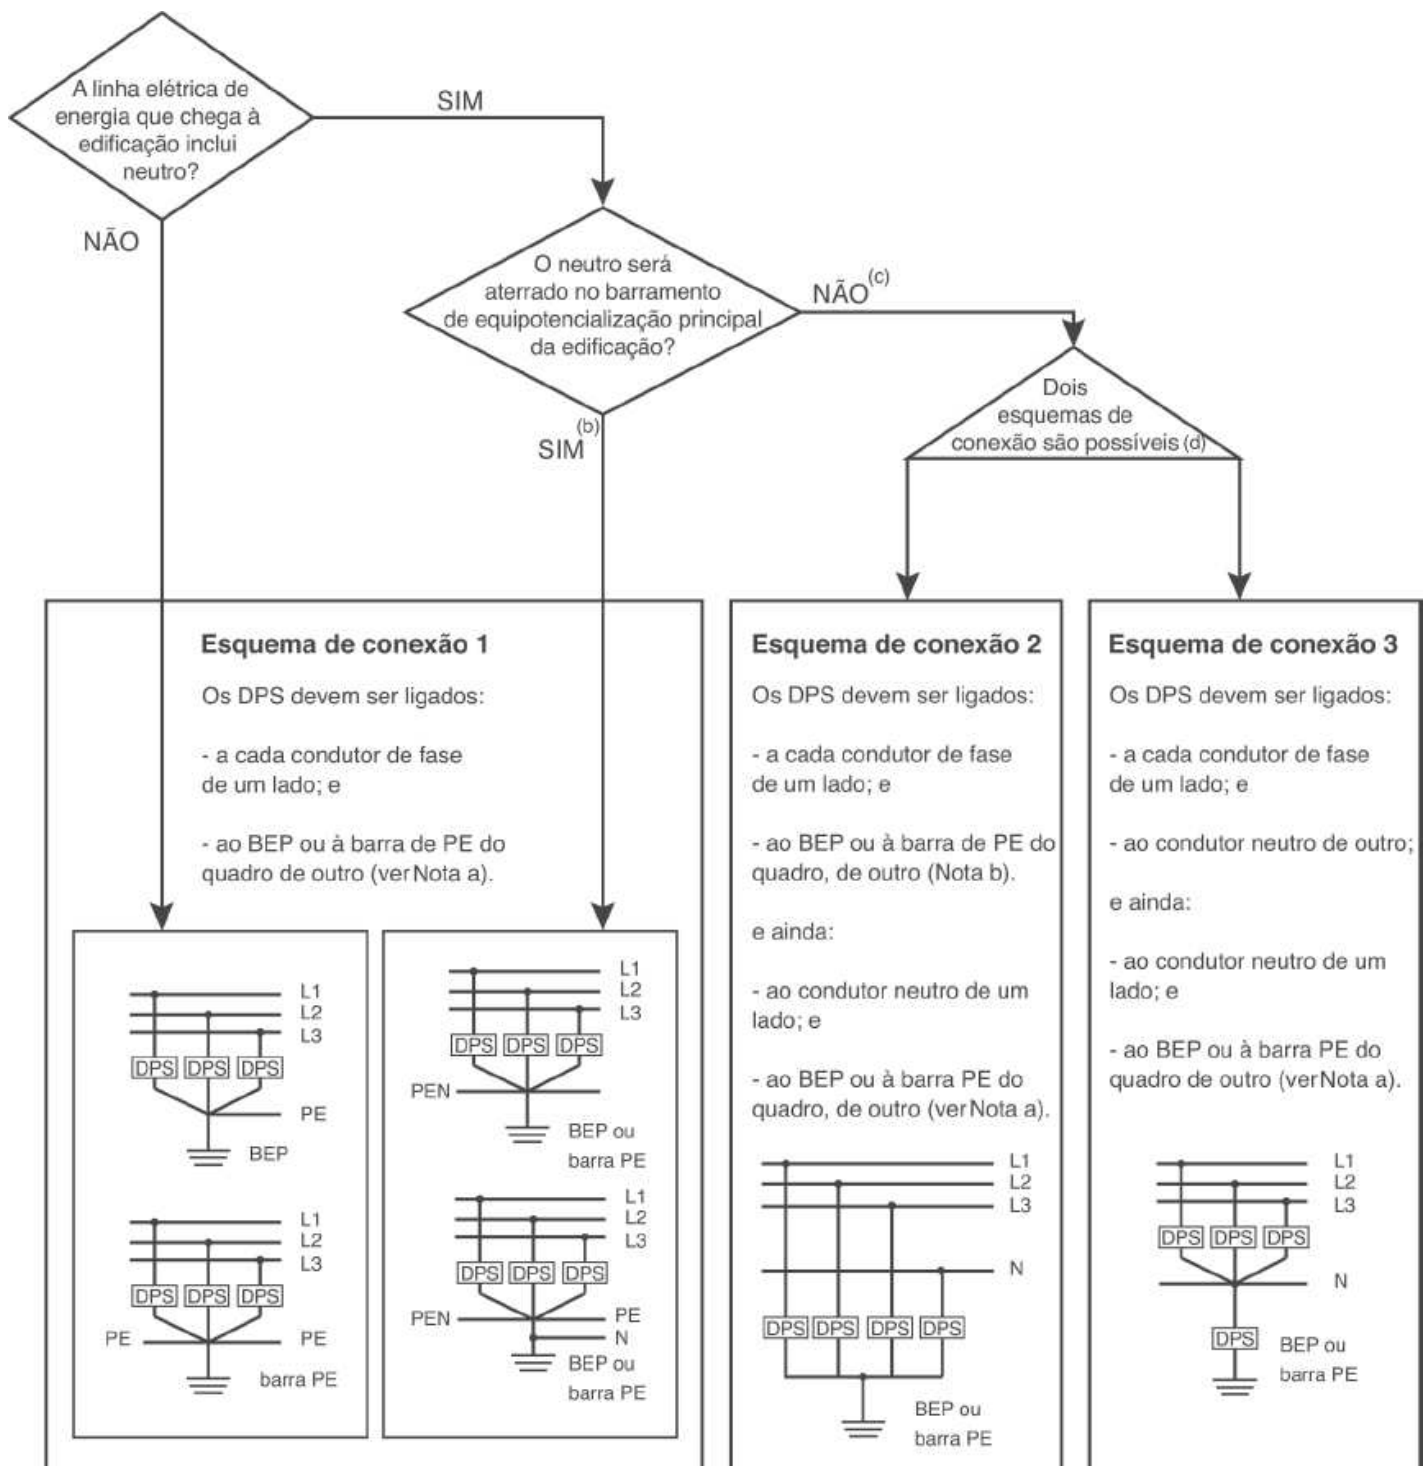 A linha elétrica de
energia que chega à
edificação inclui
neutro?
SIM
NÃO
O neutro será
aterrado no barramento
de equipotencialização principal
da edificação?
NÃO(c)
SIM(b)
Dois
esquemas de
conexão são possíveis (d)
Esquema de conexão 1
Os DPS devem ser ligados:
- a cada condutor de fase
de um lado; e
- ao BEP ou à barra de PE do
quadro de outro (ver Nota a).
L1
L2
L3
DPS DPS DPS
PE
BEP
L1
L2
L3
DPS DPS DPS
PE PE
barra PE
L1
L2
L3
DPS DPS DPS
PEN
BEP ou
barra PE
L1
L2
L3
DPS DPS DPS
PEN PE
N
BEP ou
barra PE
Esquema de conexão 2
Os DPS devem ser ligados:
- a cada condutor de fase
de um lado; e
- ao BEP ou à barra de PE do
quadro, de outro (Nota b).
e ainda:
- ao condutor neutro de um
lado; e
- ao BEP ou à barra PE do
quadro, de outro (ver Nota a).
L1
L2
L3
N
DPS DPS DPS DPS
BEP ou
barra PE
Esquema de conexão 3
Os DPS devem ser ligados:
- a cada condutor de fase
de um lado; e
- ao condutor neutro de outro;
e ainda:
- ao condutor neutro de um
lado; e
- ao BEP ou à barra PE do
quadro de outro (ver Nota a).
L1
L2
L3
DPS DPS DPS
N
DPS
BEP ou
barra PE